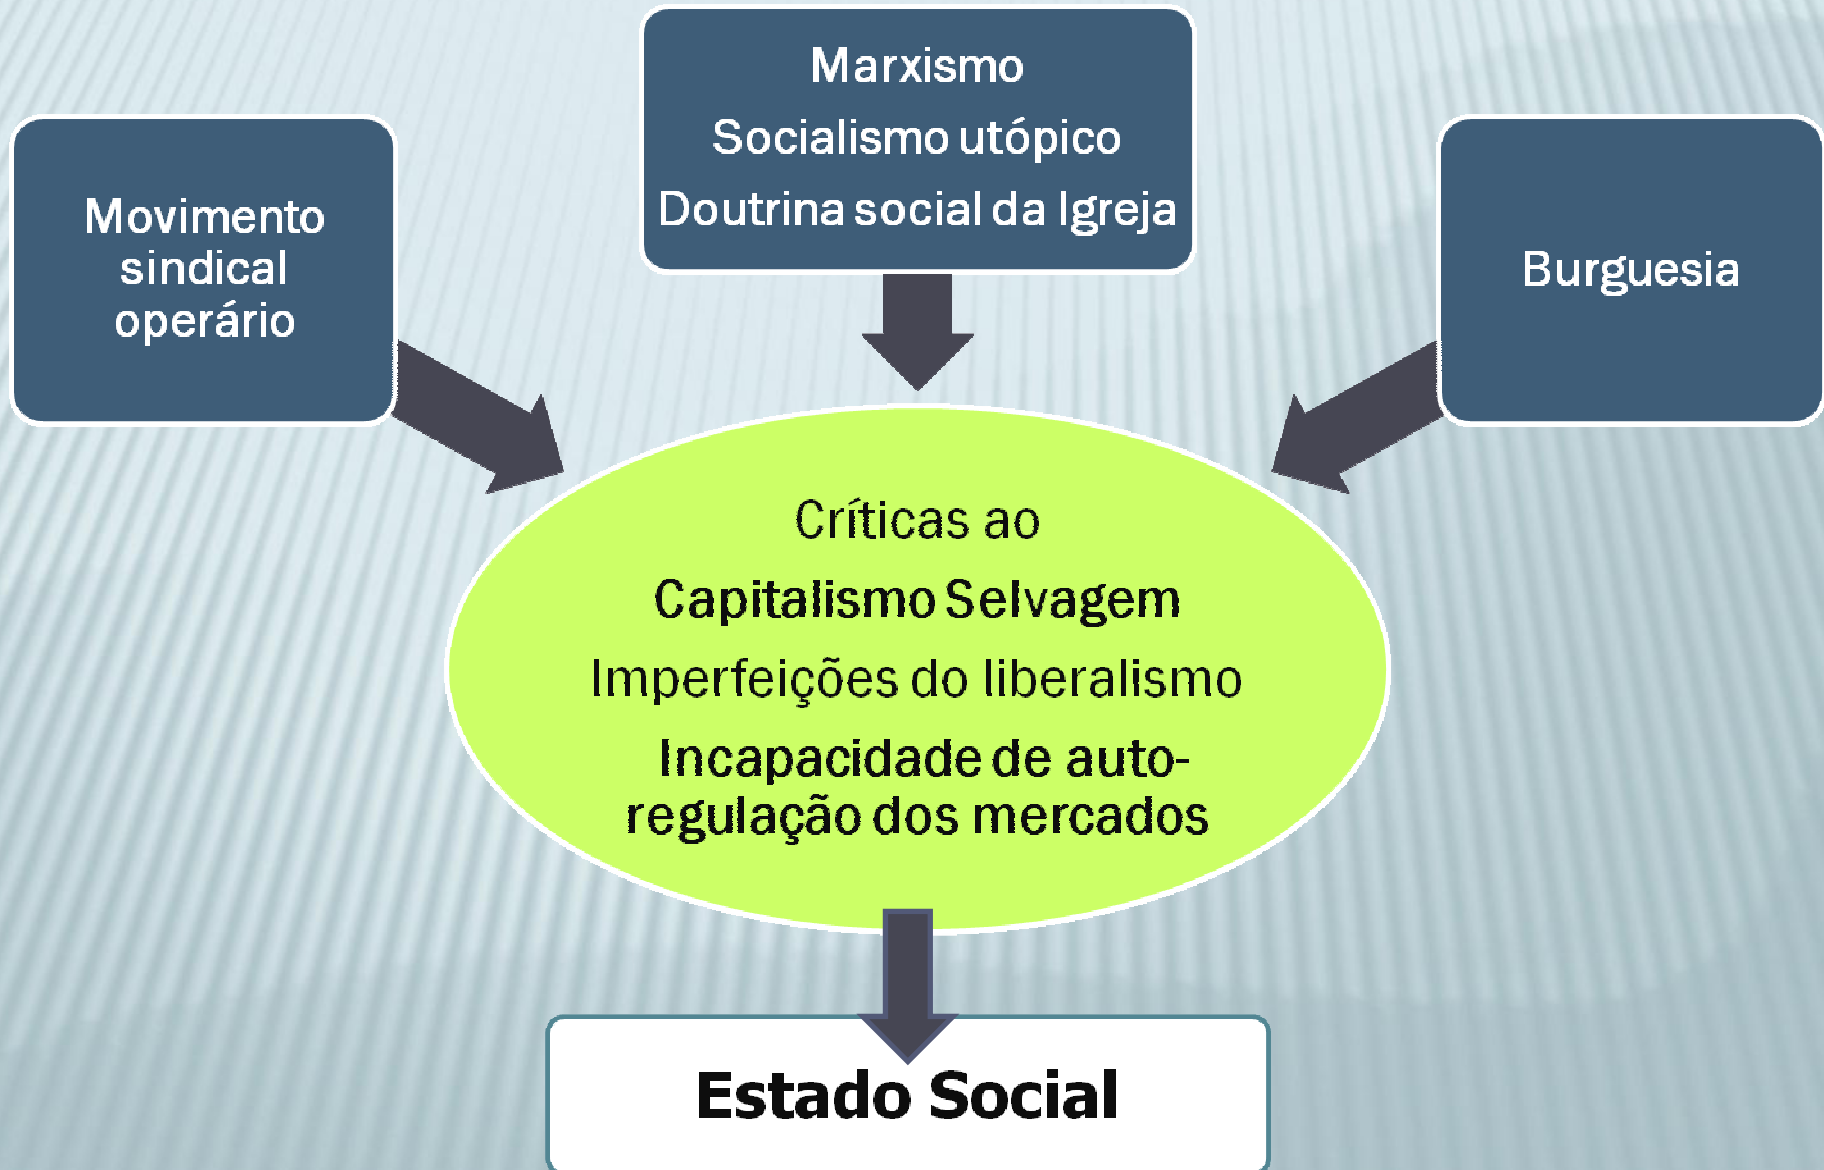 Marxismo
Socialismo utópico
Doutrina social da Igreja
Movimento
sindical
operário
Burguesia
Críticas ao
Capitalismo Selvagem
Imperfeições do liberalismo
Incapacidade de auto-
regulação dos mercados
Estado Social